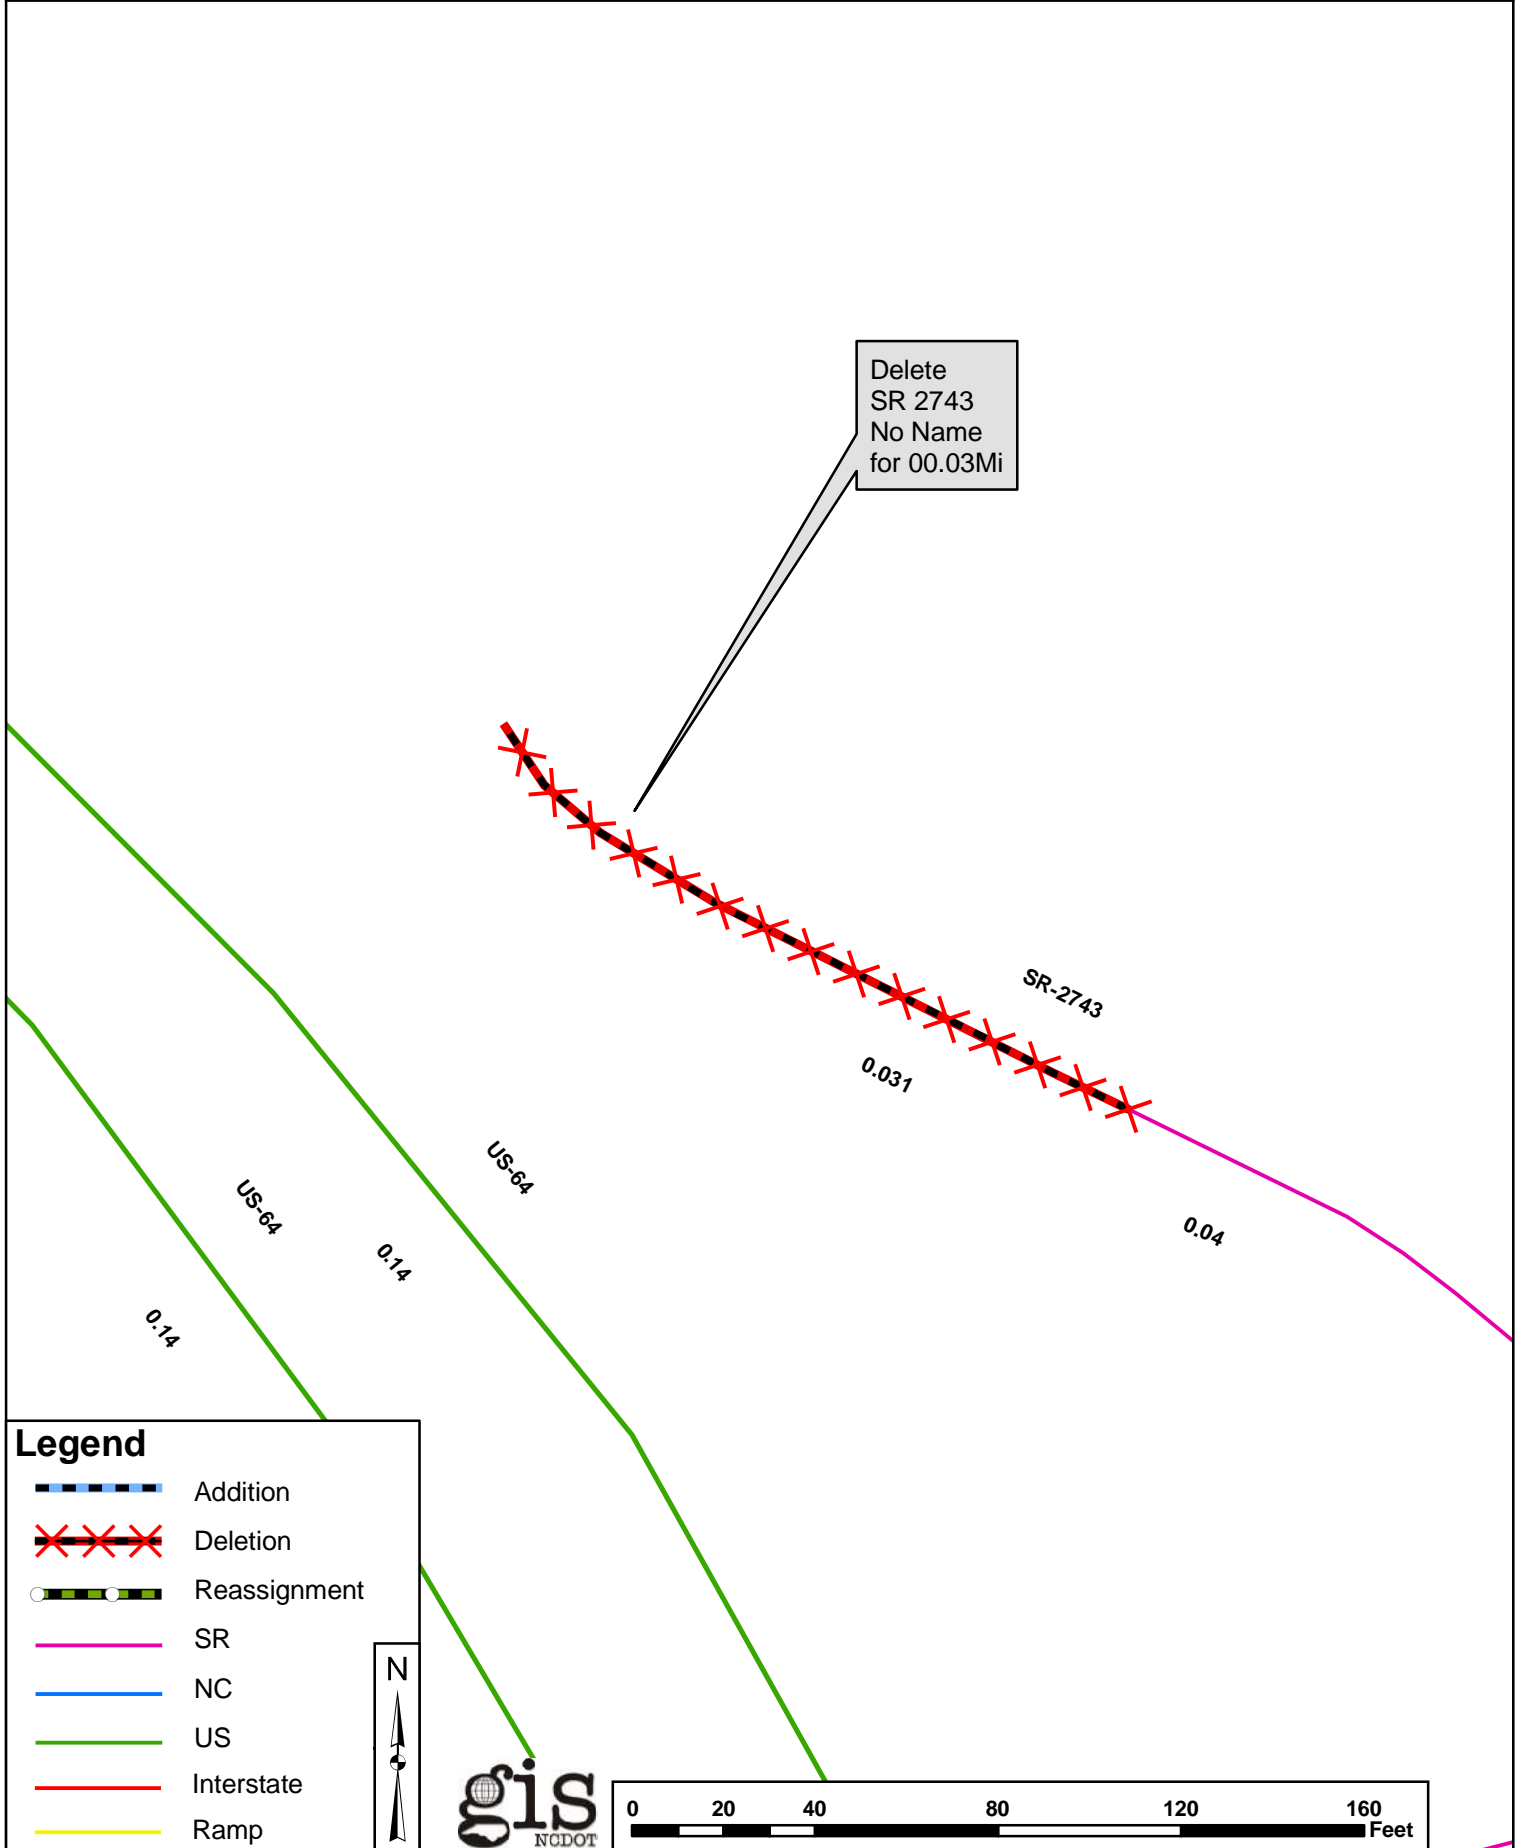 Delete
SR 2743
No Name
for 00.03Mi
SR-2743
0.031
US-64
US-64
0.04
0.14
0.14
Legend
Addition
Deletion
Reassignment
SR
NC
US
Interstate
Ramp
N
gis
NCDOT
0 20 40 80 120 160
Feet